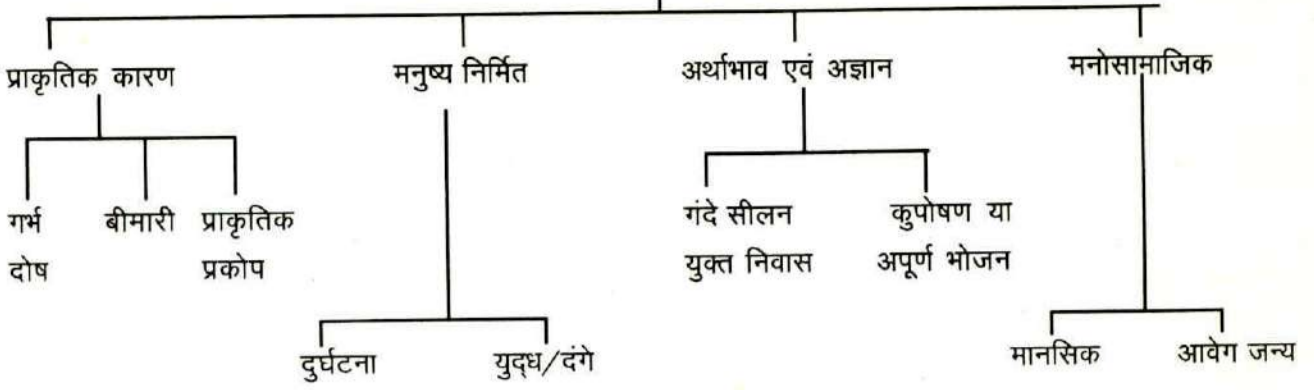 प्राकृतिक कारण मनुष्य निर्मित अर्थाभाव एवं अज्ञान मनोसामाजिक
गर्भ बीमारी प्राकृतिक गंदे सीलन कुपोषण या
दोष प्रकोप युक्त निवास अपूर्ण भोजन
दुर्घटना युद्ध/दंगे मानसिक आवेग जन्य